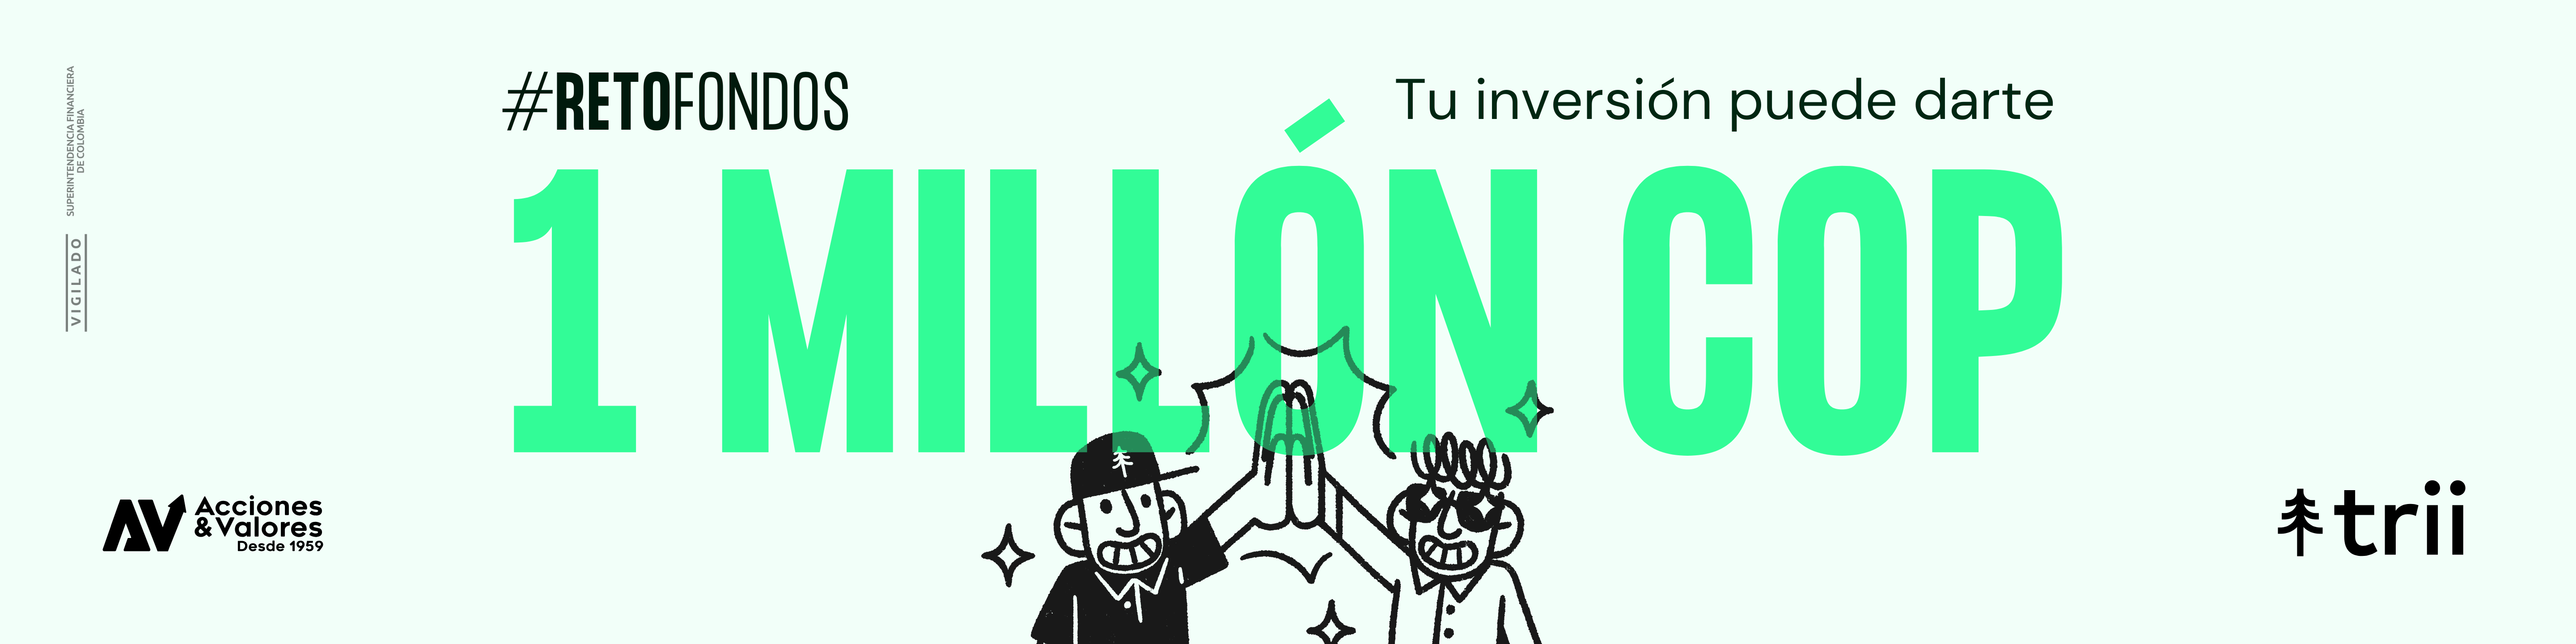 #RETOFONDOS
Tu inversión puede darte
1 MILLÓN COP
SUPERINTENDENCIA FINANCIERA
DE COLOMBIA
VIGILADO
AV Acciones
&Valores
Desde 1959
trii